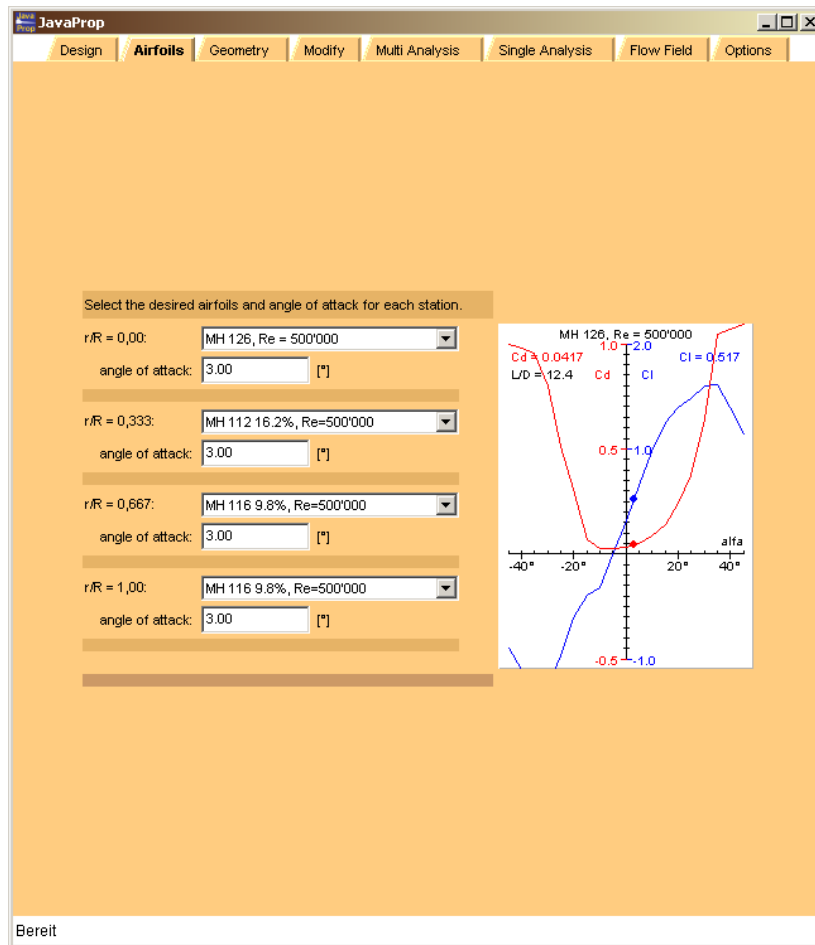 Java Prop JavaProp
Design Airfoils Geometry Modify Multi Analysis Single Analysis Flow Field Options
Select the desired airfoils and angle of attack for each station.
r/R = 0,00: MH 126, Re = 500'000
angle of attack: 3.00 [°]
r/R = 0,333: MH 112 16.2%, Re=500'000
angle of attack: 3.00 [°]
r/R = 0,667: MH 116 9.8%, Re=500'000
angle of attack: 3.00 [°]
r/R = 1,00: MH 116 9.8%, Re=500'000
angle of attack: 3.00 [°]
MH 126, Re = 500'000
Cd = 0.0417 1.0 2.0 Cl = 0.517
L/D = 12.4 Cd Cl
0.5 1.0
alfa
-40° -20° 20° 40°
-0.5 -1.0
Bereit